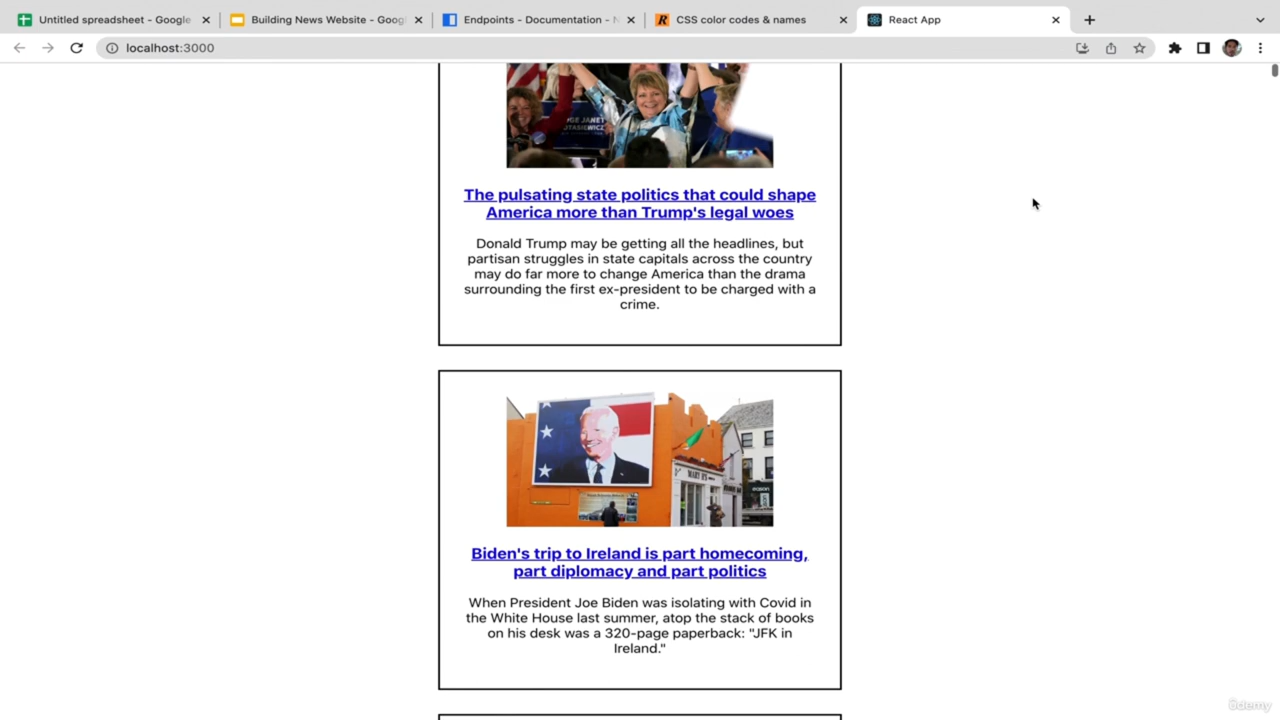 Untitled spreadsheet - Google
Building News Website - Goog
Endpoints - Documentation - N
CSS color codes & names
React App
localhost:3000
GE JANET
OTASIEWICZ
The pulsating state politics that could shape
America more than Trump's legal woes
Donald Trump may be getting all the headlines, but
partisan struggles in state capitals across the country
may do far more to change America than the drama
surrounding the first ex-president to be charged with a
crime.
eason
Biden's trip to Ireland is part homecoming,
part diplomacy and part politics
When President Joe Biden was isolating with Covid in
the White House last summer, atop the stack of books
on his desk was a 320-page paperback: "JFK in
Ireland."
ûdemy